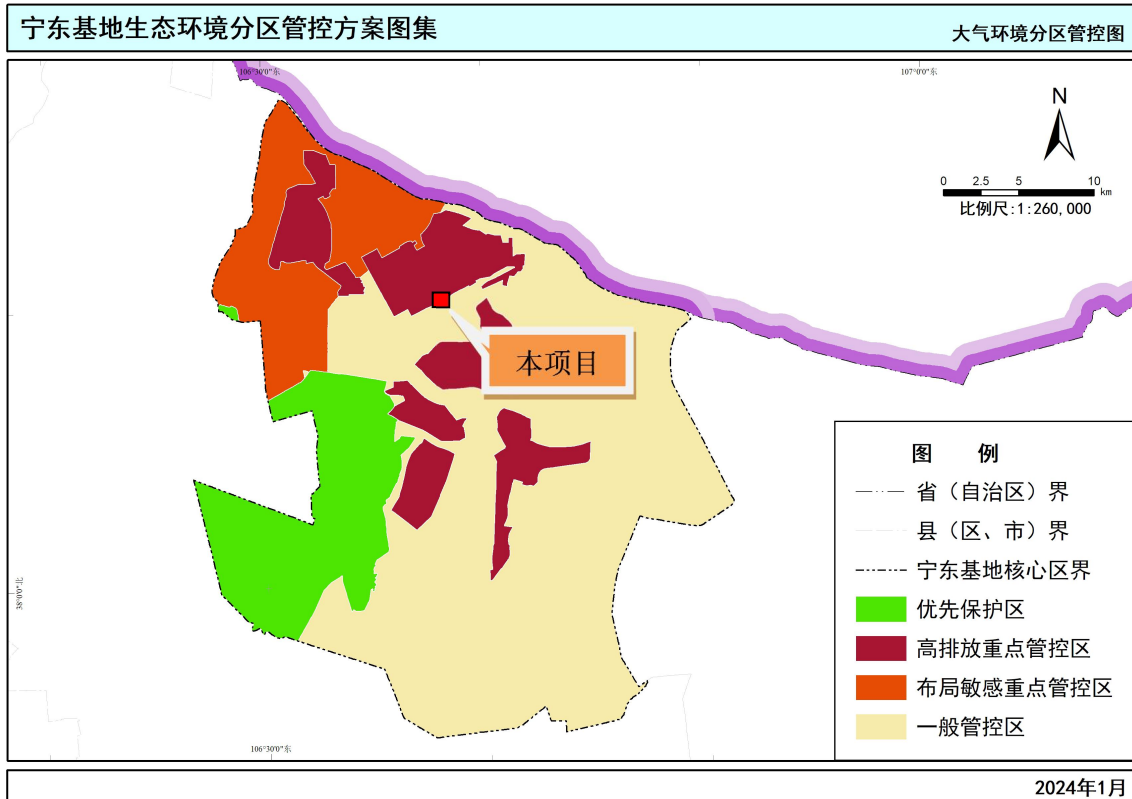 宁东基地生态环境分区管控方案图集
大气环境分区管控图
106°30'0"东
107°0'0"东
N
0 2.5 5 10
km
比例尺:1:260,000
本项目
图 例
省（自治区）界
县（区、市）界
宁东基地核心区界
优先保护区
高排放重点管控区
布局敏感重点管控区
一般管控区
38°0'0"北
106°30'0"东
2024年1月